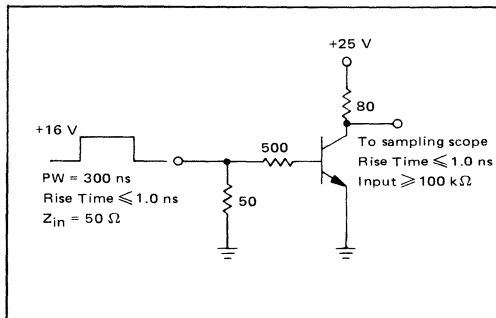 +25 V
80
+16 V
500
To sampling scope
Rise Time ≤ 1.0 ns
Input ≥ 100 kΩ
PW = 300 ns
Rise Time ≤ 1.0 ns
Zin = 50 Ω
50